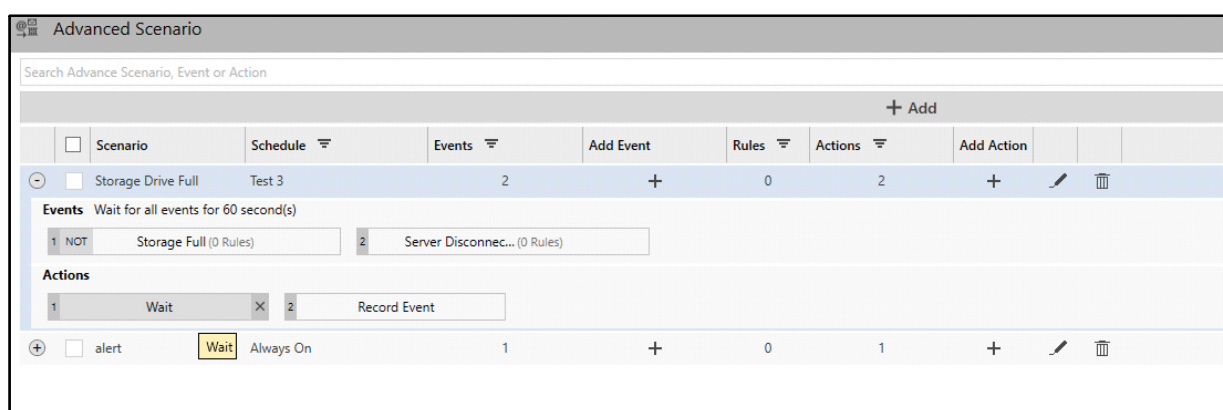 Advanced Scenario
Search Advance Scenario, Event or Action
+ Add
Scenario Schedule Events Add Event Rules Actions Add Action
Storage Drive Full Test 3 2 + 0 2 +
Events Wait for all events for 60 second(s)
1 NOT Storage Full (0 Rules) 2 Server Disconnec... (0 Rules)
Actions
1 Wait × 2 Record Event
alert Wait Always On 1 + 0 1 +